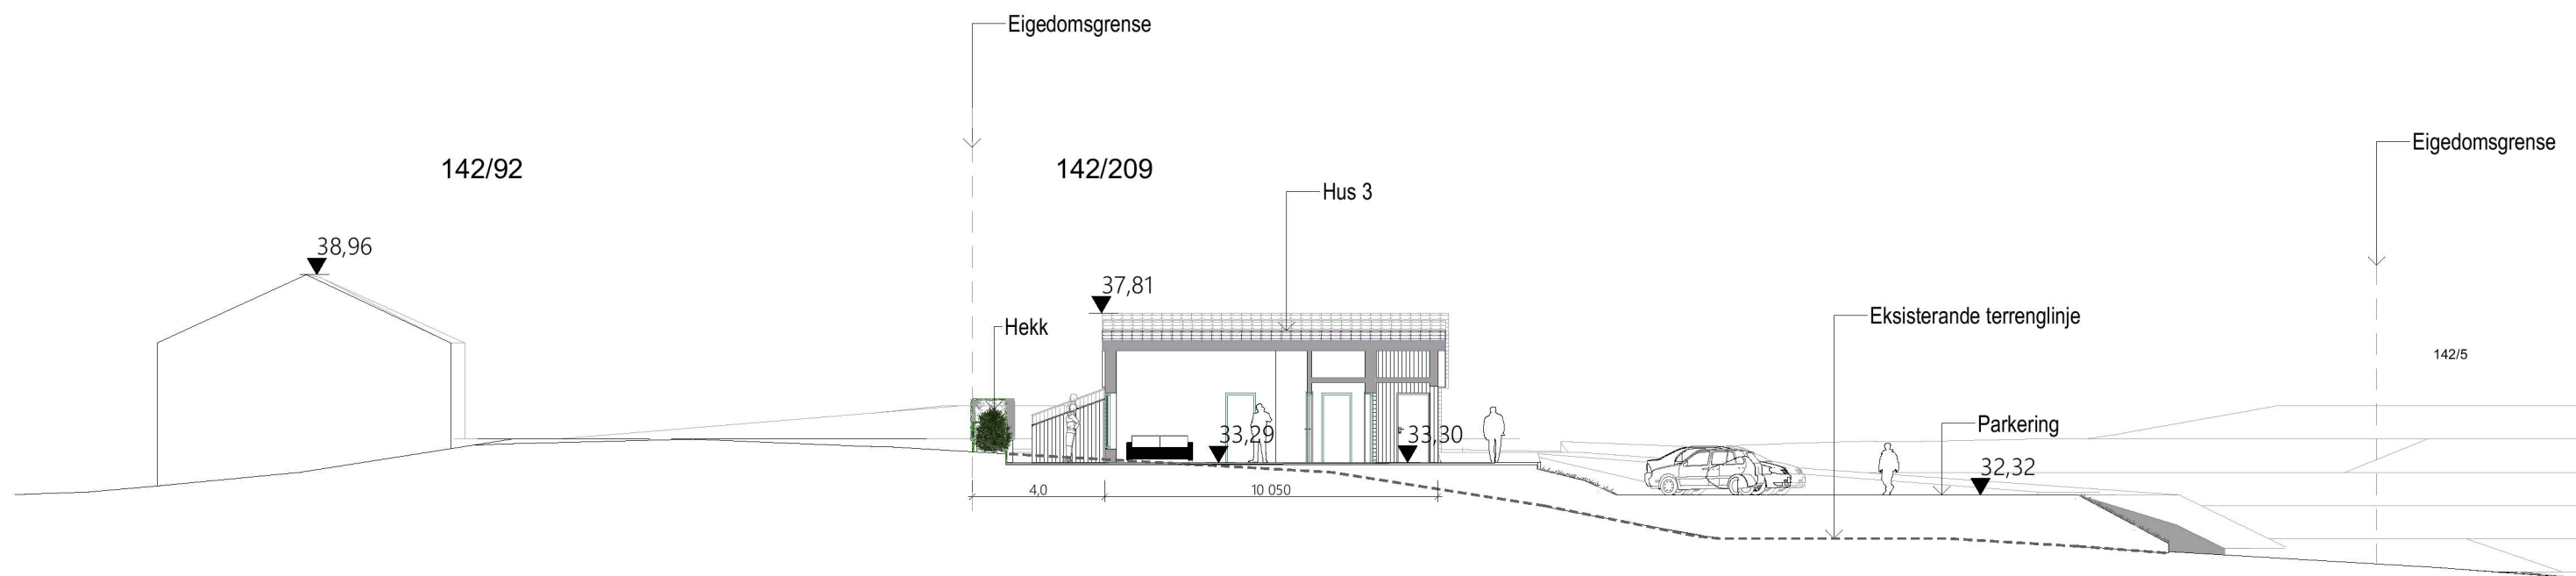 Eigedomsgrense
Eigedomsgrense
142/92
142/209
Hus 3
38,96
37,81
Hekk
Eksisterande terrenglinje
142/5
Parkering
33,29
33,30
32,32
4,0
10 050